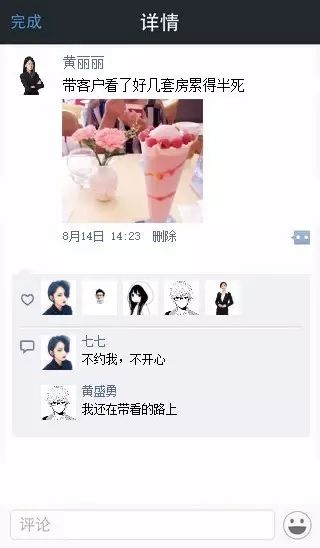 完成
详情
黄丽丽
带客户看了好几套房累得半死
8月14日 14:23 删除
七七
不约我，不开心
黄盛勇
我还在带看的路上
评论